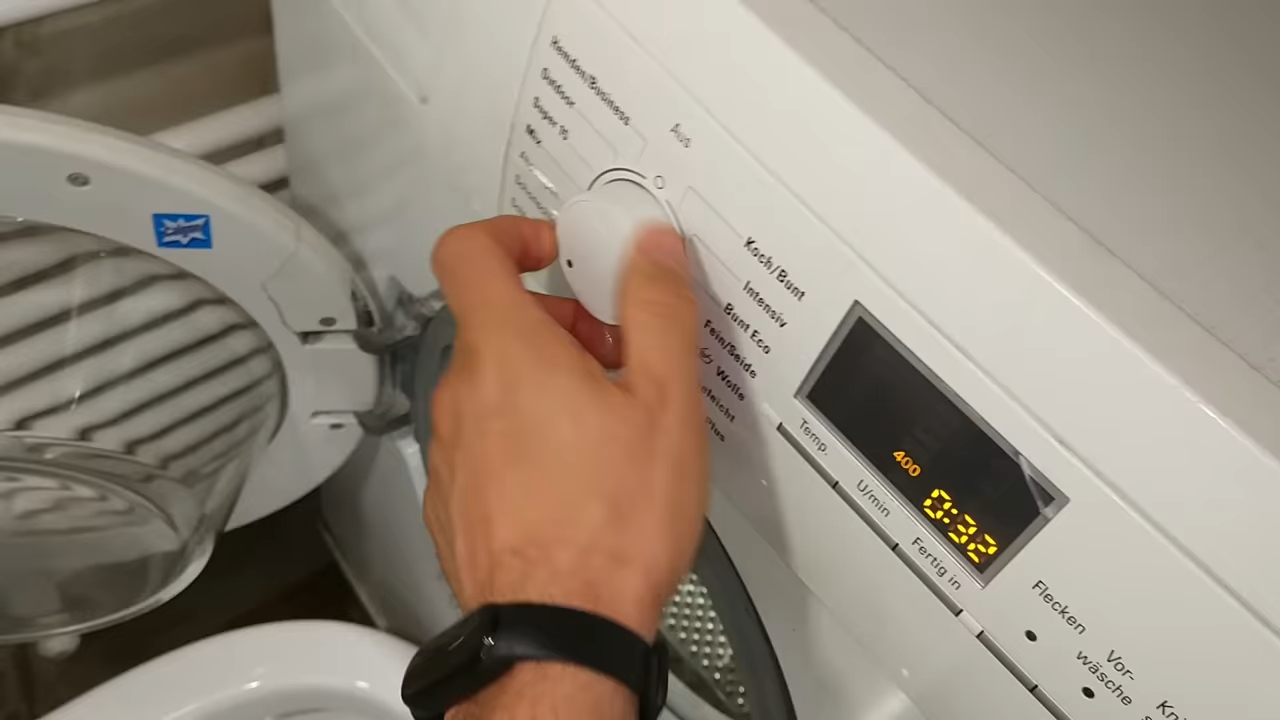 Hemden/Business
Outdoor
Super 15
Mix
Aus
Koch/Bunt
Intensiv
Bunt Eco
Fein/Seide
Wolle
Temp.
U/min
Fertig in
400
0:32
Flecken
Vor-
wäsche